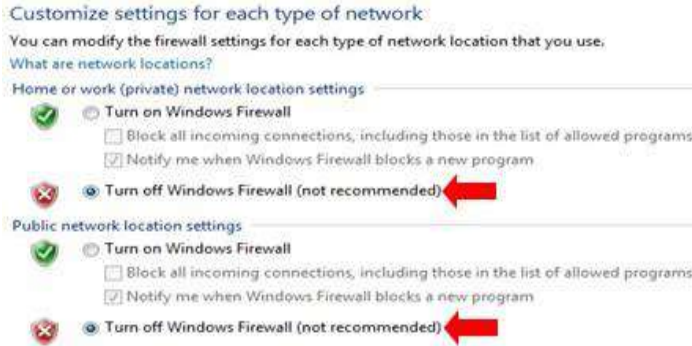 Customize settings for each type of network
You can modify the firewall settings for each type of network location that you use.
What are network locations?
Home or work (private) network location settings
Turn on Windows Firewall
Block all incoming connections, including those in the list of allowed programs
Notify me when Windows Firewall blocks a new program
Turn off Windows Firewall (not recommended)
Public network location settings
Turn on Windows Firewall
Block all incoming connections, including those in the list of allowed programs
Notify me when Windows Firewall blocks a new program
Turn off Windows Firewall (not recommended)